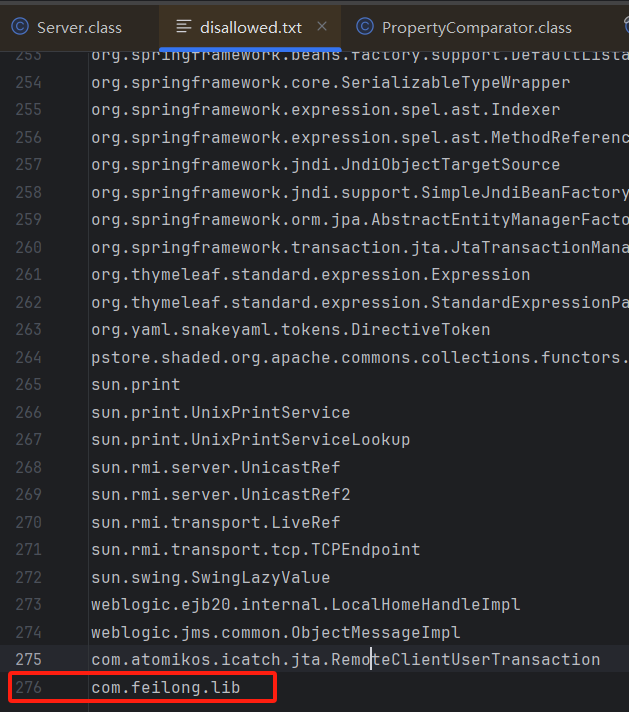 Server.class
disallowed.txt
PropertyComparator.class
253 org.springframework.beans.factory.support.DefaultLista
254 org.springframework.core.SerializableTypeWrapper
255 org.springframework.expression.spel.ast.Indexer
256 org.springframework.expression.spel.ast.MethodReferenc
257 org.springframework.jndi.JndiObjectTargetSource
258 org.springframework.jndi.support.SimpleJndiBeanFactory
259 org.springframework.orm.jpa.AbstractEntityManagerFacto
260 org.springframework.transaction.jta.JtaTransactionMana
261 org.thymeleaf.standard.expression.Expression
262 org.thymeleaf.standard.expression.StandardExpressionPa
263 org.yaml.snakeyaml.tokens.DirectiveToken
264 pstore.shaded.org.apache.commons.collections.functors.
265 sun.print
266 sun.print.UnixPrintService
267 sun.print.UnixPrintServiceLookup
268 sun.rmi.server.UnicastRef
269 sun.rmi.server.UnicastRef2
270 sun.rmi.transport.LiveRef
271 sun.rmi.transport.tcp.TCPEndpoint
272 sun.swing.SwingLazyValue
273 weblogic.ejb20.internal.LocalHomeHandleImpl
274 weblogic.jms.common.ObjectMessageImpl
275 com.atomikos.icatch.jta.RemoteClientUserTransaction
276 com.feilong.lib